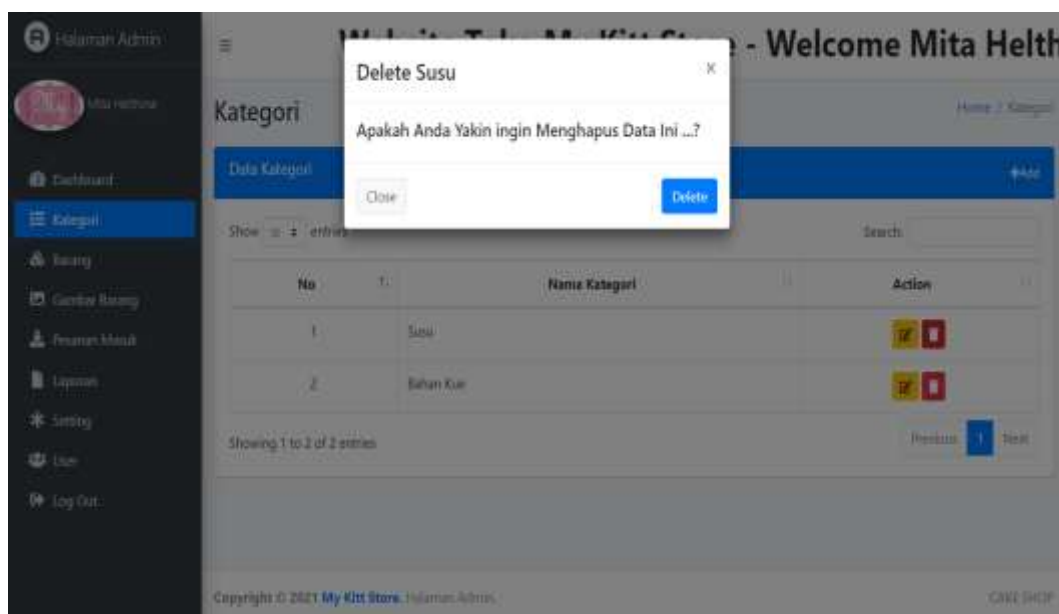 Halaman Admin
- Welcome Mita Helth
Delete Susu
×
Mita Helthine
Kategori
Home / Kategori
Apakah Anda Yakin ingin Menghapus Data Ini ...?
Data Kategori
+Add
Close
Delete
Dashboard
Kategori
Show 10 entries
Search:
Barang
No
Nama Kategori
Action
Gambar Barang
1
Susu
Pesanan Masuk
2
Bahan Kue
Laporan
Setting
Showing 1 to 2 of 2 entries
Previous 1 Next
User
Log Out
Copyright © 2021 My Kitt Store. Halaman Admin.
CAKE SHOP